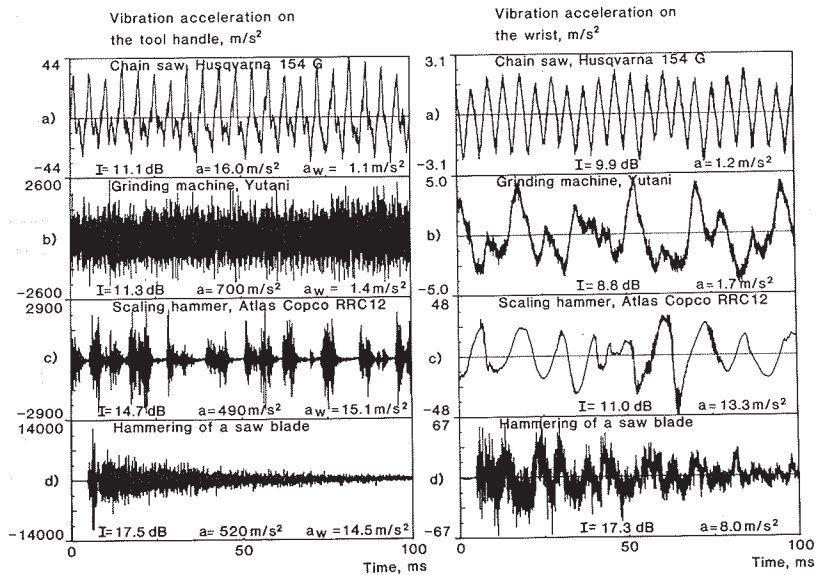 Vibration acceleration on
the tool handle, m/s²
44
Chain saw, Husqvarna 154 G
a)
-44
I= 11.1 dB a= 16.0 m/s² a w = 1.1 m/s²
2600
Grinding machine, Yutani
b)
-2600
I= 11.3 dB a= 700 m/s² a w = 1.4 m/s²
2900
Scaling hammer, Atlas Copco RRC12
c)
-2900
I= 14.7 dB a= 490 m/s² a w = 15.1 m/s²
14000
Hammering of a saw blade
d)
-14000
I= 17.5 dB a= 520 m/s² a w = 14.5 m/s²
0 50 100
Time, ms
Vibration acceleration on
the wrist, m/s²
3.1
Chain saw, Husqvarna 154 G
a)
-3.1
I= 9.9 dB a= 1.2 m/s²
5.0
Grinding machine, Yutani
b)
-5.0
I= 8.8 dB a= 1.7 m/s²
48
Scaling hammer, Atlas Copco RRC12
c)
-48
I= 11.0 dB a= 13.3 m/s²
67
Hammering of a saw blade
d)
-67
I= 17.3 dB a= 8.0 m/s²
0 50 100
Time, ms